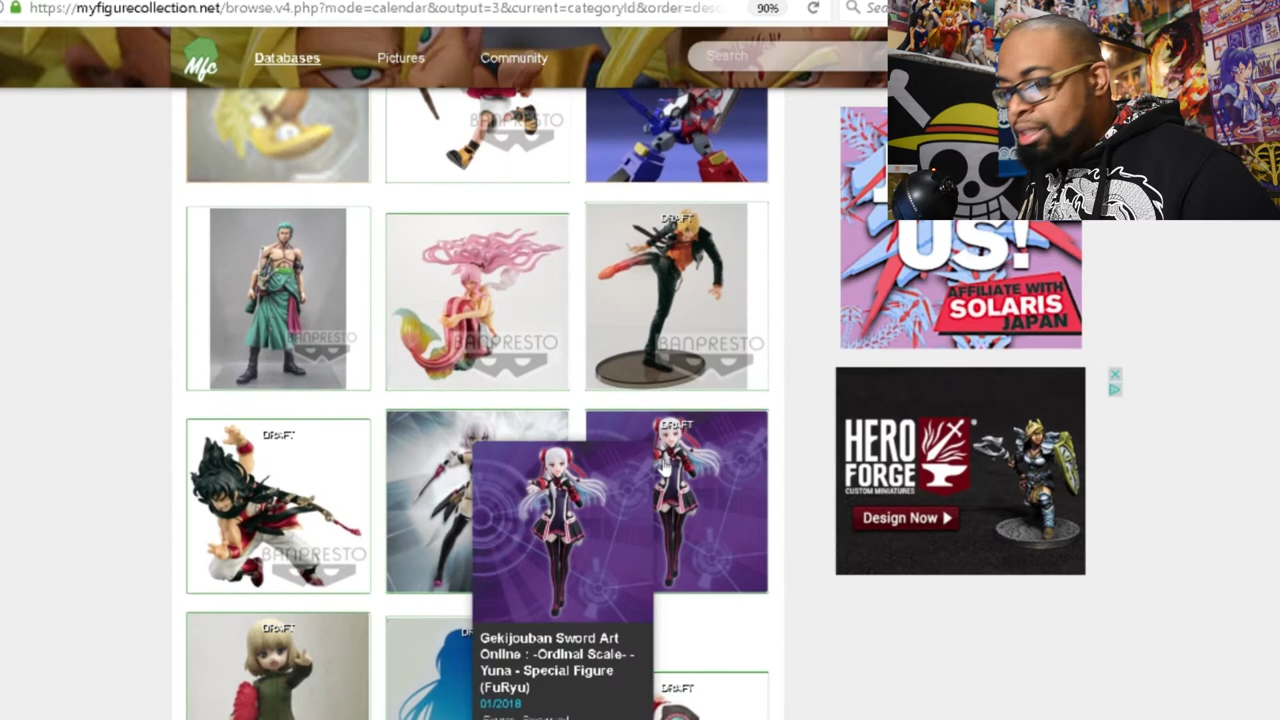 https://myfigurecollection.net/browse.v4.php?mode=calendar&output=3&current=categoryId&order=desc
90%
Mfc
Databases
Pictures
Community
Search
BANPRESTO
DRAFT
BANPRESTO
BANPRESTO
BANPRESTO
US!
AFFILIATE WITH
SOLARIS
JAPAN
DRAFT
DRAFT
BANPRESTO
HERO
FORGE
CUSTOM MINIATURES
Design Now
Gekijouban Sword Art
Online : -Ordinal Scale- -
Yuna - Special Figure
(FuRyu)
01/2018
DRAFT
DRAFT